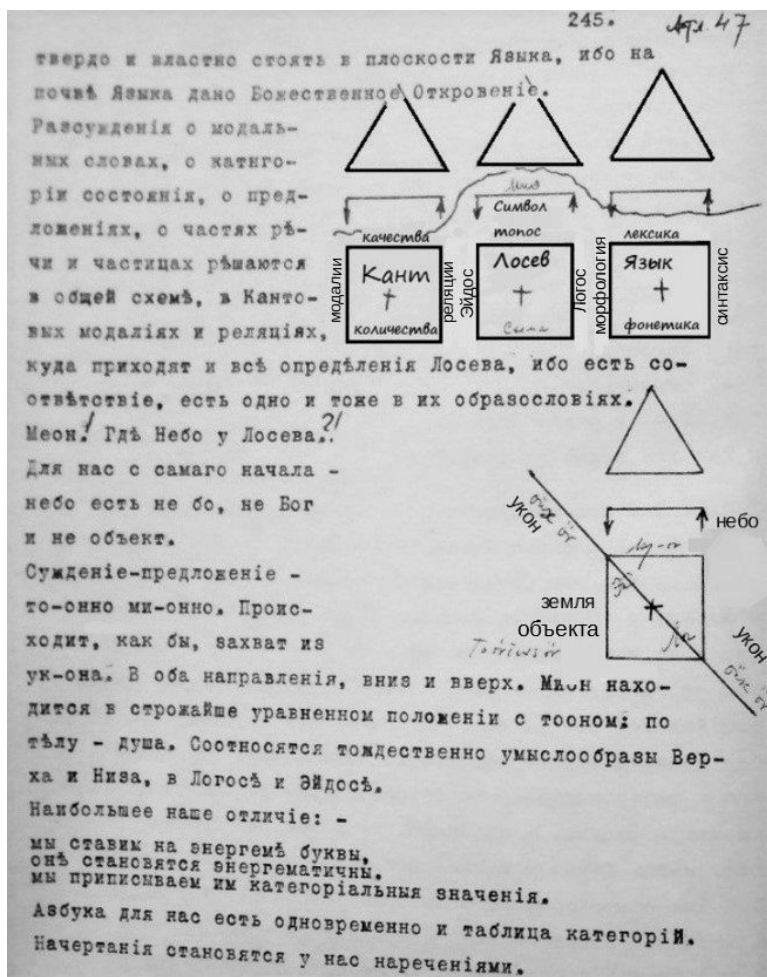 245.
твердо и властно стоять в плоскости Языка, ибо на
почвѣ Языка дано Божественное Откровеніе.
Разсужденія о модаль-
ных словах, о катиго-
ріи состоянія, о пред-
ложеніях, о частях рѣ-
чи и частицах рѣшаются
в общей схемѣ, в Канто-
вых модаліях и реляціях,
Символ
качества
топос
лексика
модалии
Кант
реляции
Эйдос
Лосев
Логос
морфология
Язык
синтаксис
количества
фонетика
куда приходят и всѣ опредѣленія Лосева, ибо есть со-
отвѣтствіе, есть одно и тоже в их образословіях.
Меон! Гдѣ Небо у Лосева?!
Для нас с самаго начала -
небо есть не бо, не Бог
и не объект.
Сужденіе-предложеніе -
то-онно ми-онно. Проис-
ходит, как бы, захват из
укон
небо
земля
объекта
укон
ук-она. В оба направленія, вниз и вверх. Мион нахо-
дится в строжайше уравненном положеніи с тооном: по
тѣлу - душа. Соотносятся тождественно умыслообразы Вер-
ха и Низа, в Логосѣ и Эйдосѣ.
Наибольшее наше отличіе: -
мы ставим на энергемѣ буквы,
онѣ становятся энергематичны.
мы приписываем им категоріальныя значенія.
Азбука для нас есть одновременно и таблица категорій.
Начертанія становятся у нас нареченіями.